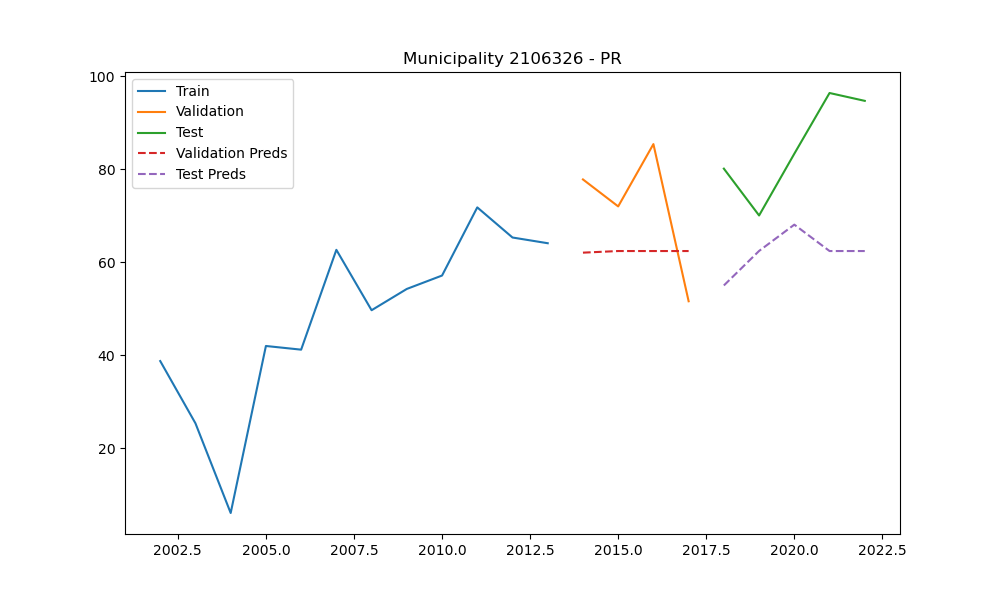 Municipality 2106326 - PR
100
80
60
40
20
Train
Validation
Test
Validation Preds
Test Preds
2002.5 2005.0 2007.5 2010.0 2012.5 2015.0 2017.5 2020.0 2022.5